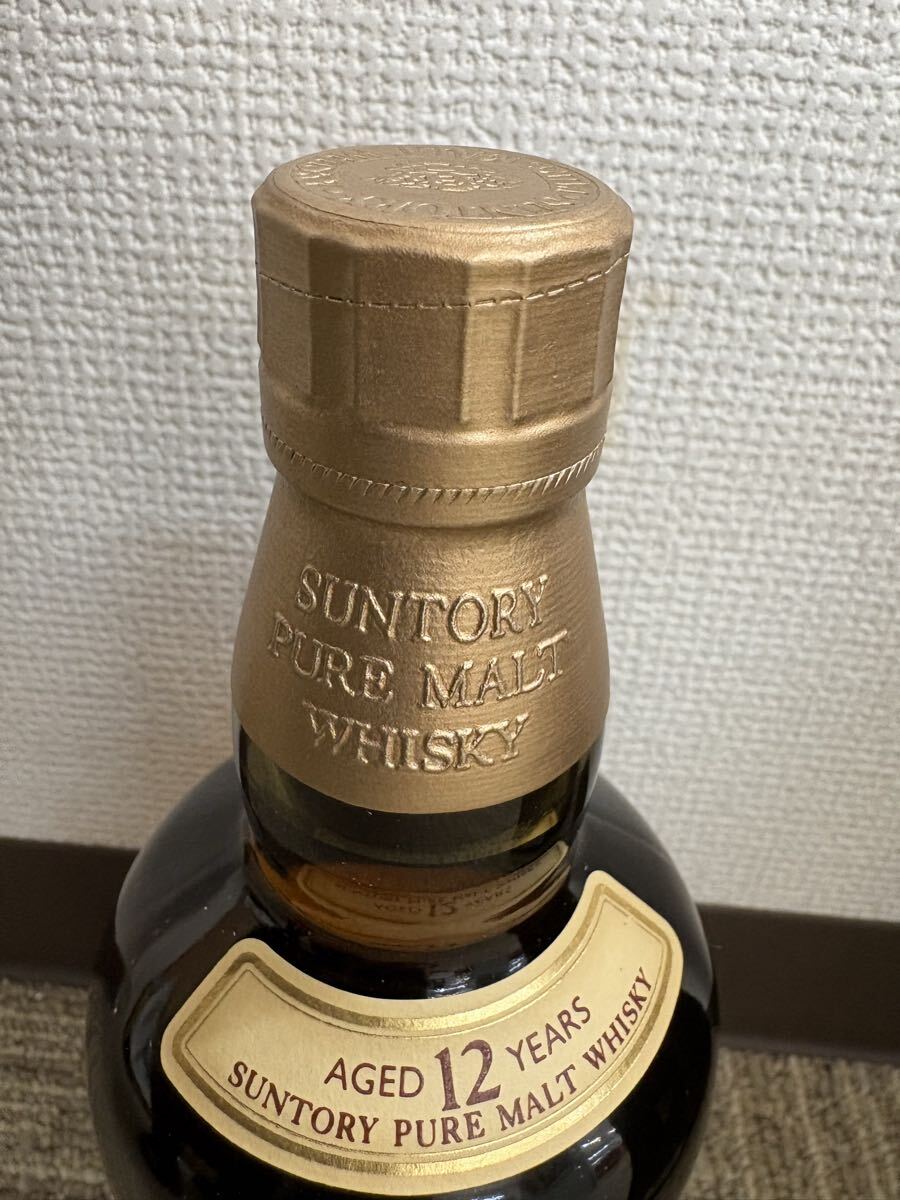 SUNTORY
PURE MALT
WHISKY
AGED 12 YEARS
SUNTORY PURE MALT WHISKY